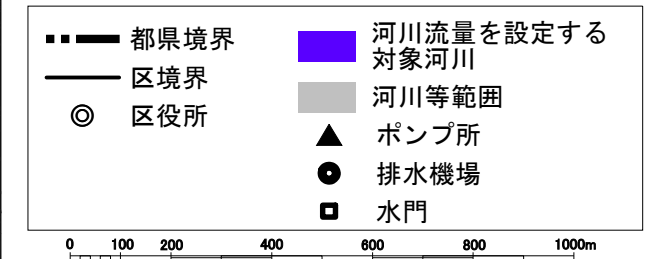 都県境界
区境界
区役所
河川流量を設定する
対象河川
河川等範囲
ポンプ所
排水機場
水門
0 100 200 400 600 800 1000m